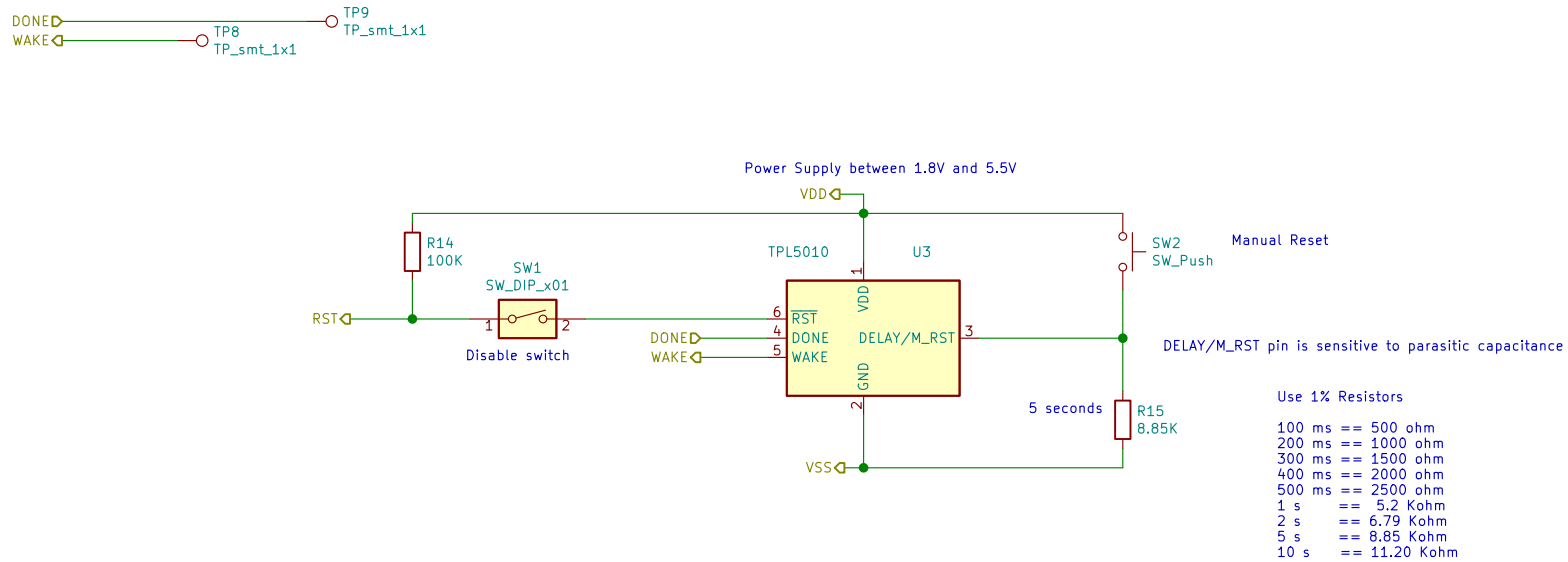 DONE
TP9
TP_smt_1x1
WAKE
TP8
TP_smt_1x1
Power Supply between 1.8V and 5.5V
VDD
R14
100K
TPL5010
U3
SW2
SW_Push
Manual Reset
SW1
SW_DIP_x01
1
VDD
RST
1
2
6
RST
DONE
4
DONE
DELAY/M_RST
3
WAKE
5
WAKE
Disable switch
DELAY/M_RST pin is sensitive to parasitic capacitance
GND
2
5 seconds
R15
8.85K
VSS
Use 1% Resistors
100 ms == 500 ohm
200 ms == 1000 ohm
300 ms == 1500 ohm
400 ms == 2000 ohm
500 ms == 2500 ohm
1 s == 5.2 Kohm
2 s == 6.79 Kohm
5 s == 8.85 Kohm
10 s == 11.20 Kohm